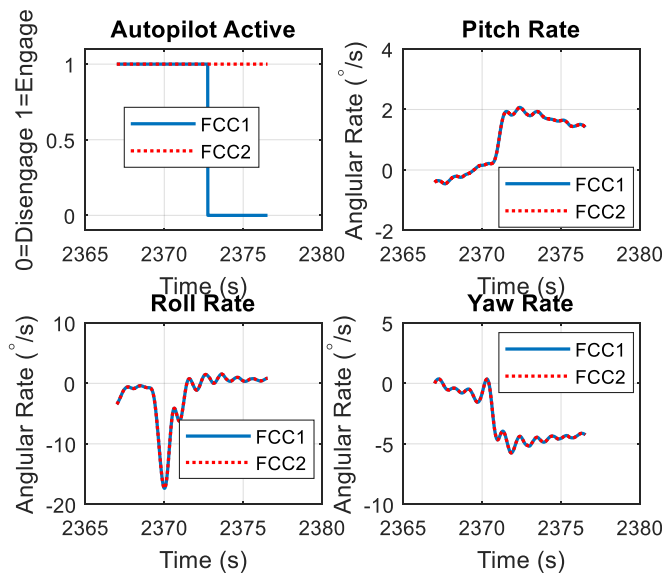 Autopilot Active
0=Disengage 1=Engage
1
0.5
0
FCC1
FCC2
2365 2370 2375 2380
Time (s)
Pitch Rate
Anglular Rate (°/s)
4
2
0
-2
FCC1
FCC2
2365 2370 2375 2380
Time (s)
Roll Rate
Anglular Rate (°/s)
10
0
-10
-20
FCC1
FCC2
2365 2370 2375 2380
Time (s)
Yaw Rate
Anglular Rate (°/s)
5
0
-5
-10
FCC1
FCC2
2365 2370 2375 2380
Time (s)